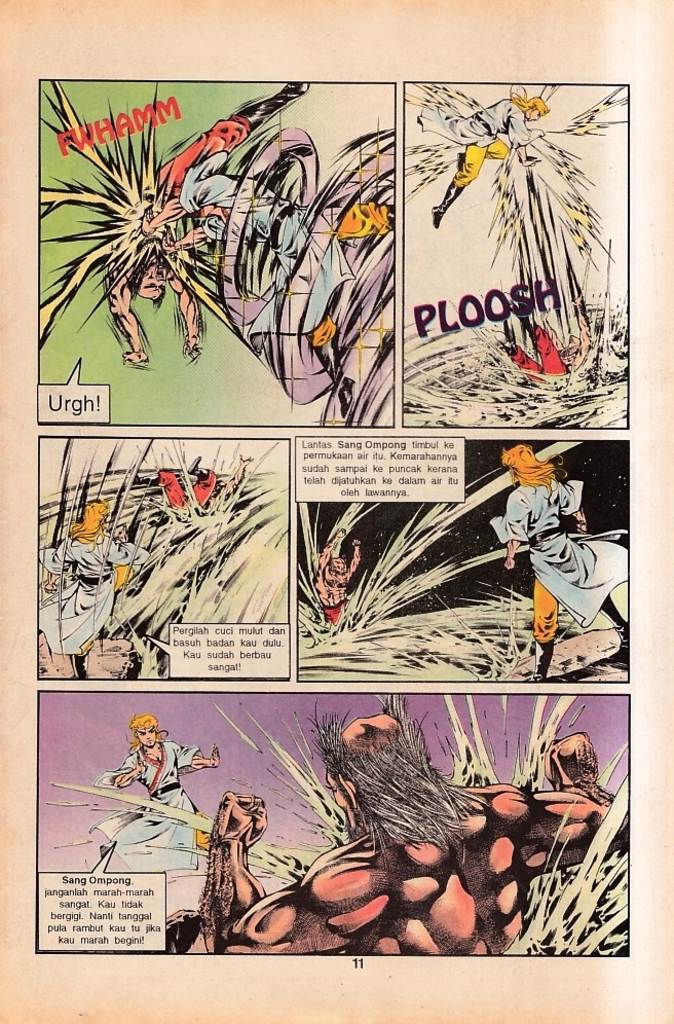 FWHAMM
Urgh!
PLOOSH
Pergilah cuci mulut dan
basuh badan kau dulu.
Kau sudah berbau
sangat!
Lantas Sang Ompong timbul ke
permukaan air itu. Kemarahannya
sudah sampai ke puncak kerana
telah dijatuhkan ke dalam air itu
oleh lawannya.
Sang Ompong,
janganlah marah-marah
sangat. Kau tidak
bergigi. Nanti tanggal
pula rambut kau tu jika
kau marah begini!
11